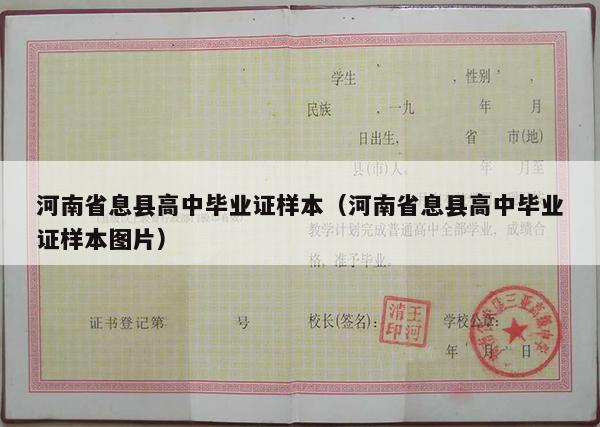 学生 ，性别 ，
民族 ，一九 年 月
日出生， 省 市(地)
县(市)人。 年 月至
河南省息县高中毕业证样本（河南省息县高中毕业
证样本图片）
教学计划完成普通高中全部学业，成绩合
格，准予毕业。
证书登记第 号
校长(签名)：
学校公章：
年 月 日